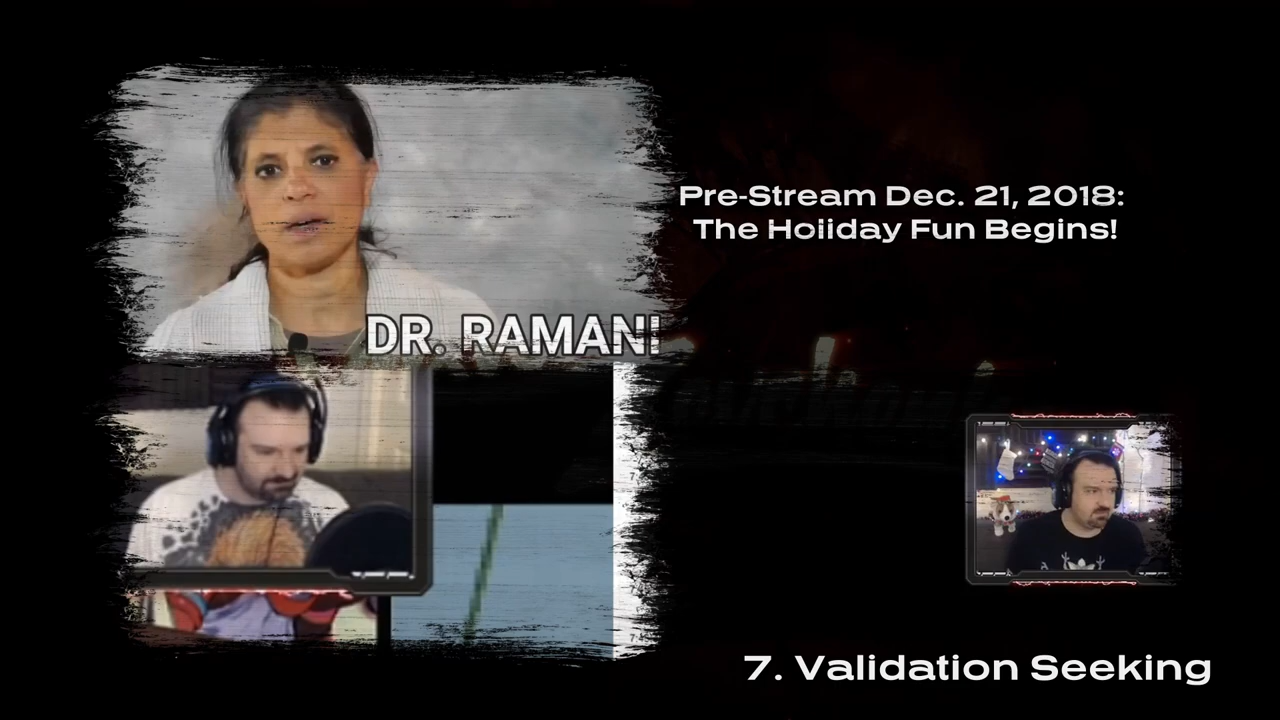 Pre-Stream Dec. 21, 2018:
The Holiday Fun Begins!
DR. RAMANI
7. Validation Seeking